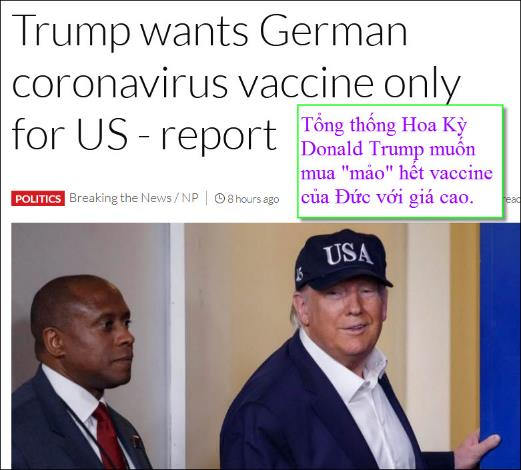 Trump wants German
coronavirus vaccine only
for US - report
Tổng thống Hoa Kỳ
Donald Trump muốn
mua "mảo" hết vaccine
của Đức với giá cao.
POLITICS Breaking the News / NP 8 hours ago
USA
45